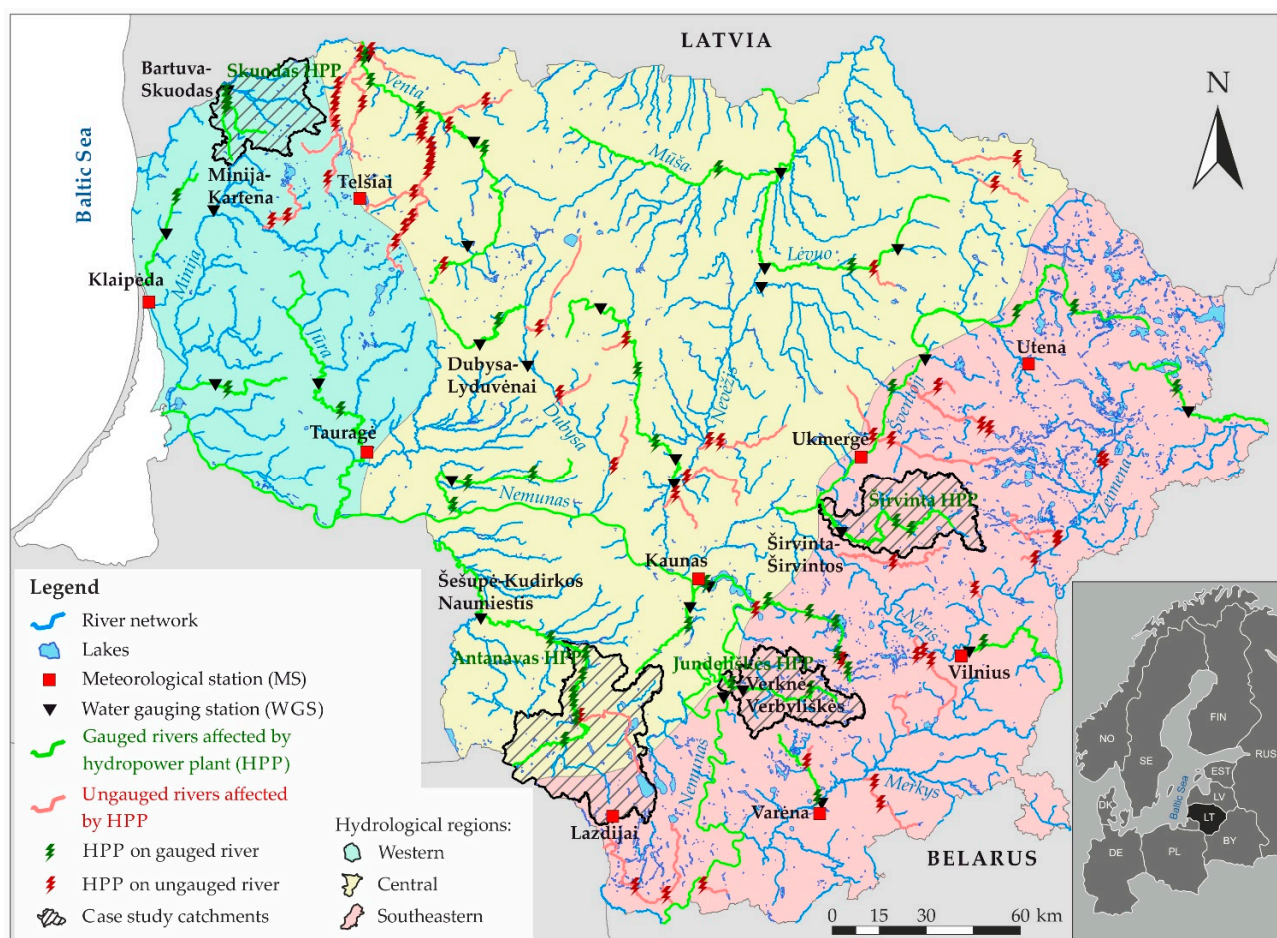 LATVIA
Bartuva-
Skuodas
Skuodas HPP
Venta
N
Baltic Sea
Mūša
Minija-
Kartena
Telšiai
Lėvuo
Klaipėda
Minija
Jūra
Dubysa-
Lyduvėnai
Nevėžis
Utena
Šventoji
Dubysa
Tauragė
Ukmergė
Žeimena
Nemunas
Širvinta HPP
Širvinta-
Širvintos
Kaunas
Šešupė-Kudirkos
Naumiestis
Neris
Vilnius
Antanavas HPP
Jundeliškės HPP
Verknė-
Verbyliškės
Nemunas
Merkys
Varėna
Lazdijai
BELARUS
0 15 30 60 km
Legend
River network
Lakes
Meteorological station (MS)
Water gauging station (WGS)
Gauged rivers affected by
hydropower plant (HPP)
Ungauged rivers affected
by HPP
HPP on gauged river
HPP on ungauged river
Case study catchments
Hydrological regions:
Western
Central
Southeastern
NO
SE
FIN
RUS
EST
LV
DK
LT
Baltic Sea
DE
PL
BY